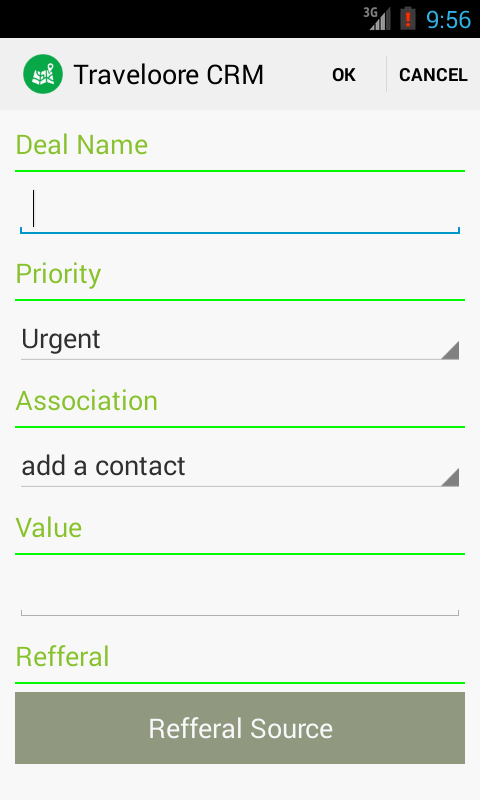 3G 9:56
Traveloore CRM OK CANCEL
Deal Name
Priority
Urgent
Association
add a contact
Value
Refferal
Refferal Source